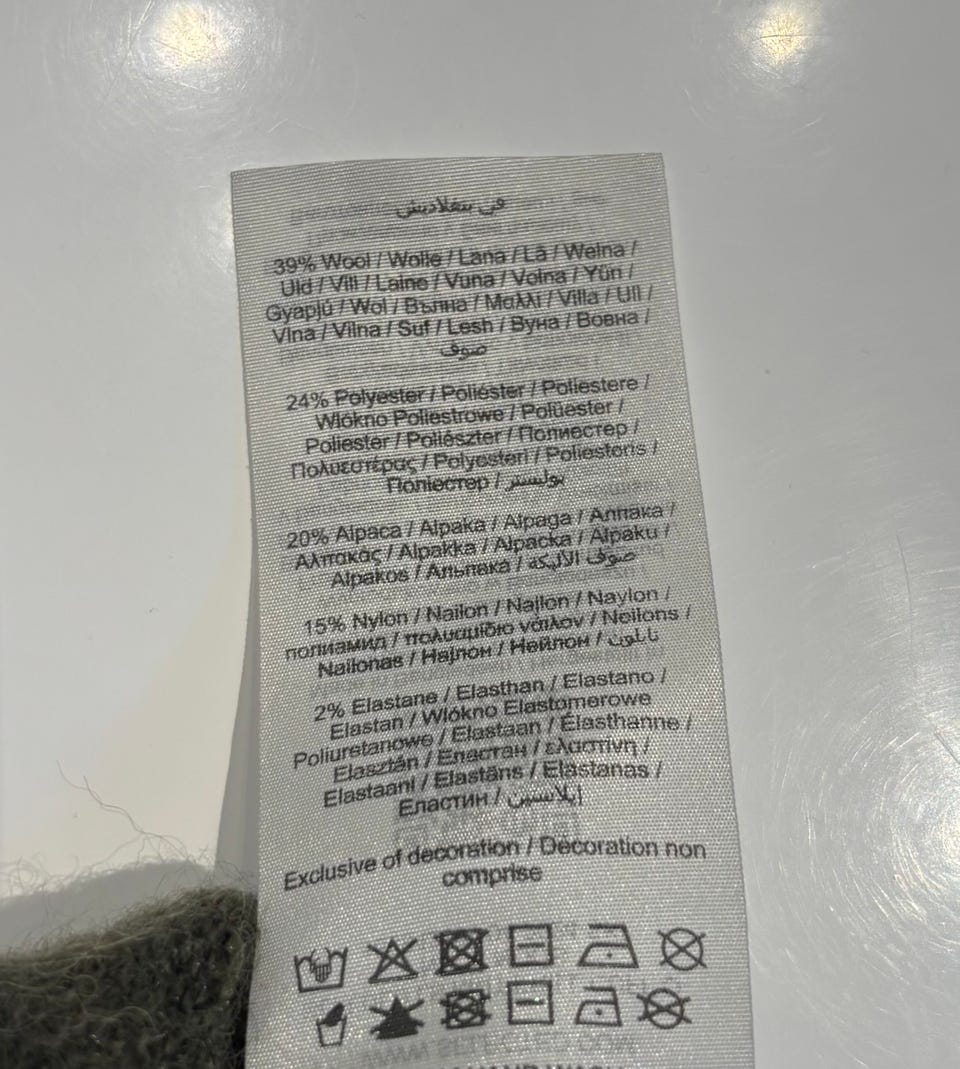 في بنغلاديش
39% Wool / Wolle / Lana / Lã / Wełna /
Uld / Vill / Laine / Vuna / Volna / Yün /
Gyapjú / Wol / Вълна / Μαλλί / Villa / Ull /
Vlna / Vilna / Suf / Lesh / Вуна / Вовна /
صوف
24% Polyester / Poliéster / Poliestere /
Włókno Poliestrowe / Polüester /
Poliester / Poliészter / Полиестер /
Πολυεστέρας / Polyesteri / Poliesteris /
Поліестер / بوليستر
20% Alpaca / Alpaka / Alpaga / Алпака /
Αλπακάς / Alpakka / Alpacka / Alpaku /
Alpakos / Альпака / صوف الألبكة
15% Nylon / Nailon / Najlon / Naylon /
полиамид / πολυαμίδιο νάιλον / Neilons /
Nailonas / Најлон / Нейлон / نايلون
2% Elastane / Elasthan / Elastano /
Elastan / Włókno Elastomerowe
Poliuretanowe / Elastaan / Élasthanne /
Elasztán / Еластан / ελαστίνη /
Elastaani / Elastāns / Elastanas /
Еластин / إيلاستين
Exclusive of decoration / Décoration non
comprise